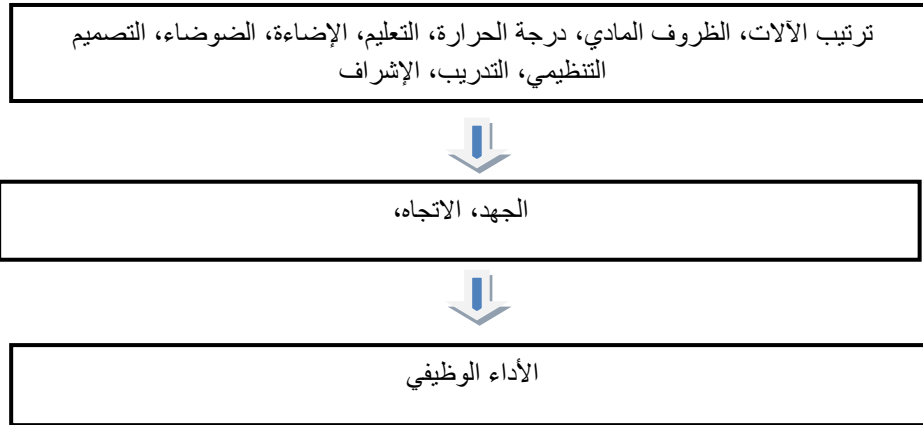 ترتيب الآلات، الظروف المادي، درجة الحرارة، التعليم، الإضاءة، الضوضاء، التصميم
التنظيمي، التدريب، الإشراف
الجهد، الاتجاه،
الأداء الوظيفي